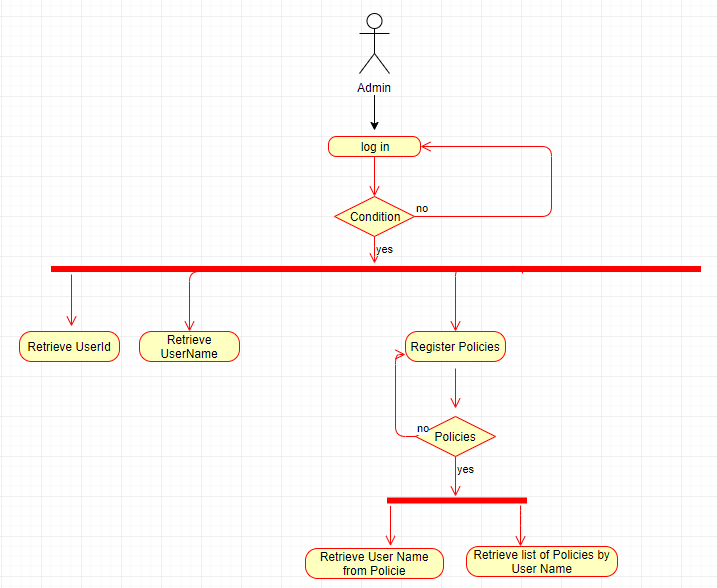 Admin
log in
Condition
no
yes
Retrieve UserId
Retrieve
UserName
Register Policies
no
Policies
yes
Retrieve User Name
from Policie
Retrieve list of Policies by
User Name